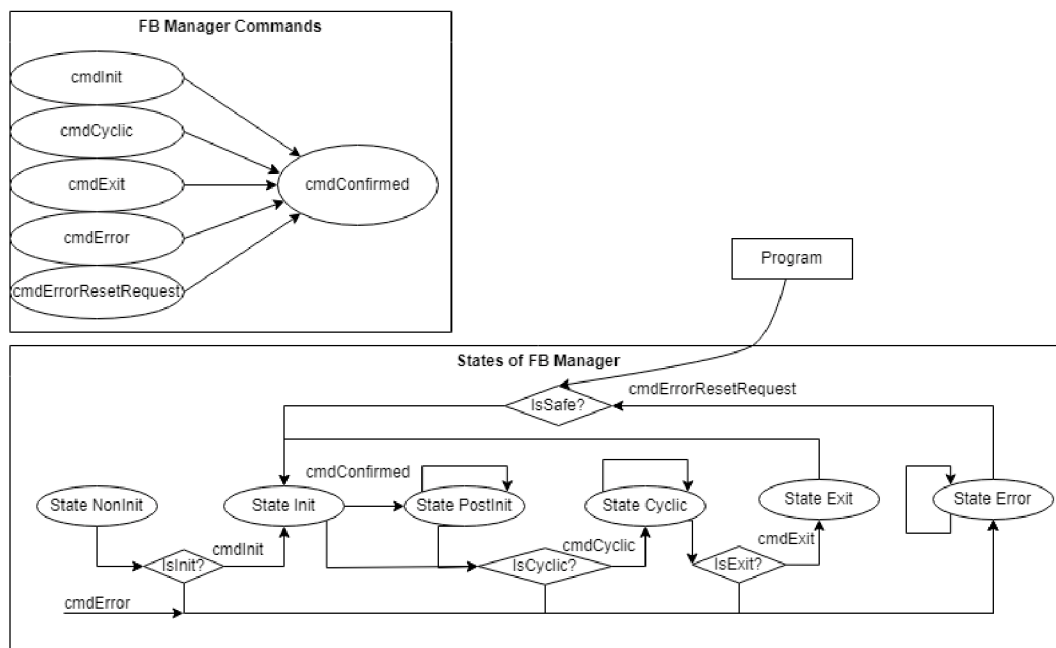 FB Manager Commands
cmdInit
cmdCyclic
cmdExit
cmdConfirmed
cmdError
cmdErrorResetRequest
Program
States of FB Manager
cmdErrorResetRequest
IsSafe?
cmdConfirmed
State NonInit
State Init
State PostInit
State Cyclic
State Exit
State Error
cmdInit
cmdCyclic
cmdExit
IsInit?
IsCyclic?
IsExit?
cmdError